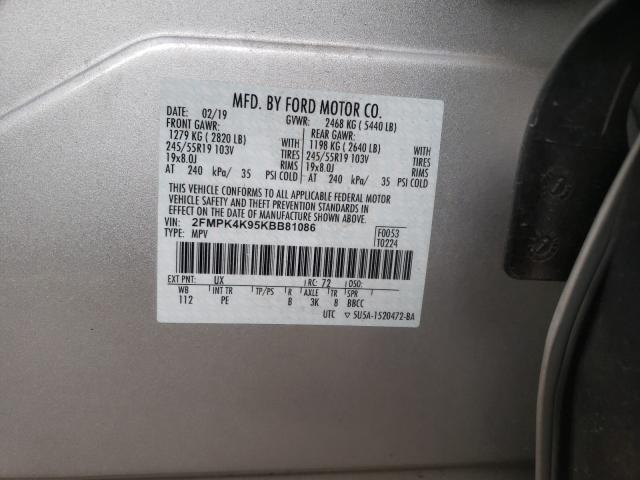 MFD. BY FORD MOTOR CO.
DATE: 02/19 GVWR: 2468 KG ( 5440 LB)
FRONT GAWR: REAR GAWR:
1279 KG ( 2820 LB) WITH 1198 KG ( 2640 LB) WITH
245/55R19 103V TIRES 245/55R19 103V TIRES
19x8.0J RIMS 19x8.0J RIMS
AT 240 kPa/ 35 PSI COLD AT 240 kPa/ 35 PSI COLD
THIS VEHICLE CONFORMS TO ALL APPLICABLE FEDERAL MOTOR
VEHICLE SAFETY AND THEFT PREVENTION STANDARDS IN
EFFECT ON THE DATE OF MANUFACTURE SHOWN ABOVE.
VIN: 2FMPK4K95KBB81086 F0053
TYPE: MPV T0224
EXT PNT: UX RC: 72 DSO:
WB INT TR TP/PS R AXLE TR SPR
112 PE B 3K 8 BBCC
UTC ▽ 5U5A-1520472-BA